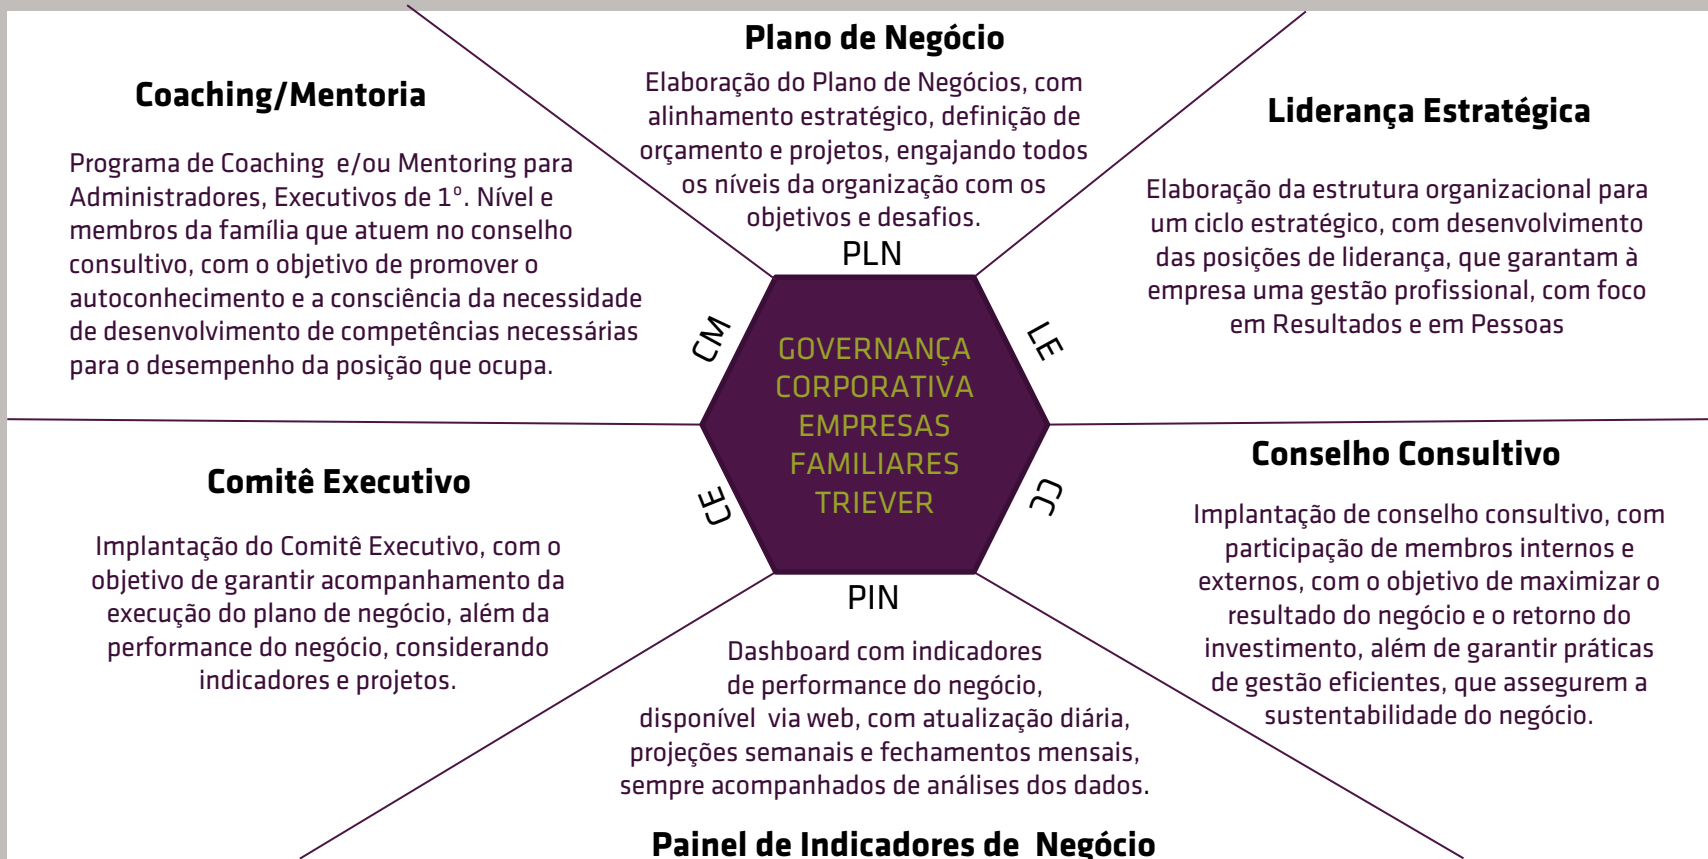 Plano de Negócio
Elaboração do Plano de Negócios, com
alinhamento estratégico, definição de
orçamento e projetos, engajando todos
os níveis da organização com os
objetivos e desafios.
PLN
Coaching/Mentoria
Programa de Coaching e/ou Mentoring para
Administradores, Executivos de 1º. Nível e
membros da família que atuem no conselho
consultivo, com o objetivo de promover o
autoconhecimento e a consciência da necessidade
de desenvolvimento de competências necessárias
para o desempenho da posição que ocupa.
CM
Liderança Estratégica
Elaboração da estrutura organizacional para
um ciclo estratégico, com desenvolvimento
das posições de liderança, que garantam à
empresa uma gestão profissional, com foco
em Resultados e em Pessoas
LE
GOVERNANÇA
CORPORATIVA
EMPRESAS
FAMILIARES
TRIEVER
Comitê Executivo
Implantação do Comitê Executivo, com o
objetivo de garantir acompanhamento da
execução do plano de negócio, além da
performance do negócio, considerando
indicadores e projetos.
CE
Conselho Consultivo
Implantação de conselho consultivo, com
participação de membros internos e
externos, com o objetivo de maximizar o
resultado do negócio e o retorno do
investimento, além de garantir práticas
de gestão eficientes, que assegurem a
sustentabilidade do negócio.
CC
PIN
Dashboard com indicadores
de performance do negócio,
disponível via web, com atualização diária,
projeções semanais e fechamentos mensais,
sempre acompanhados de análises dos dados.
Painel de Indicadores de Negócio